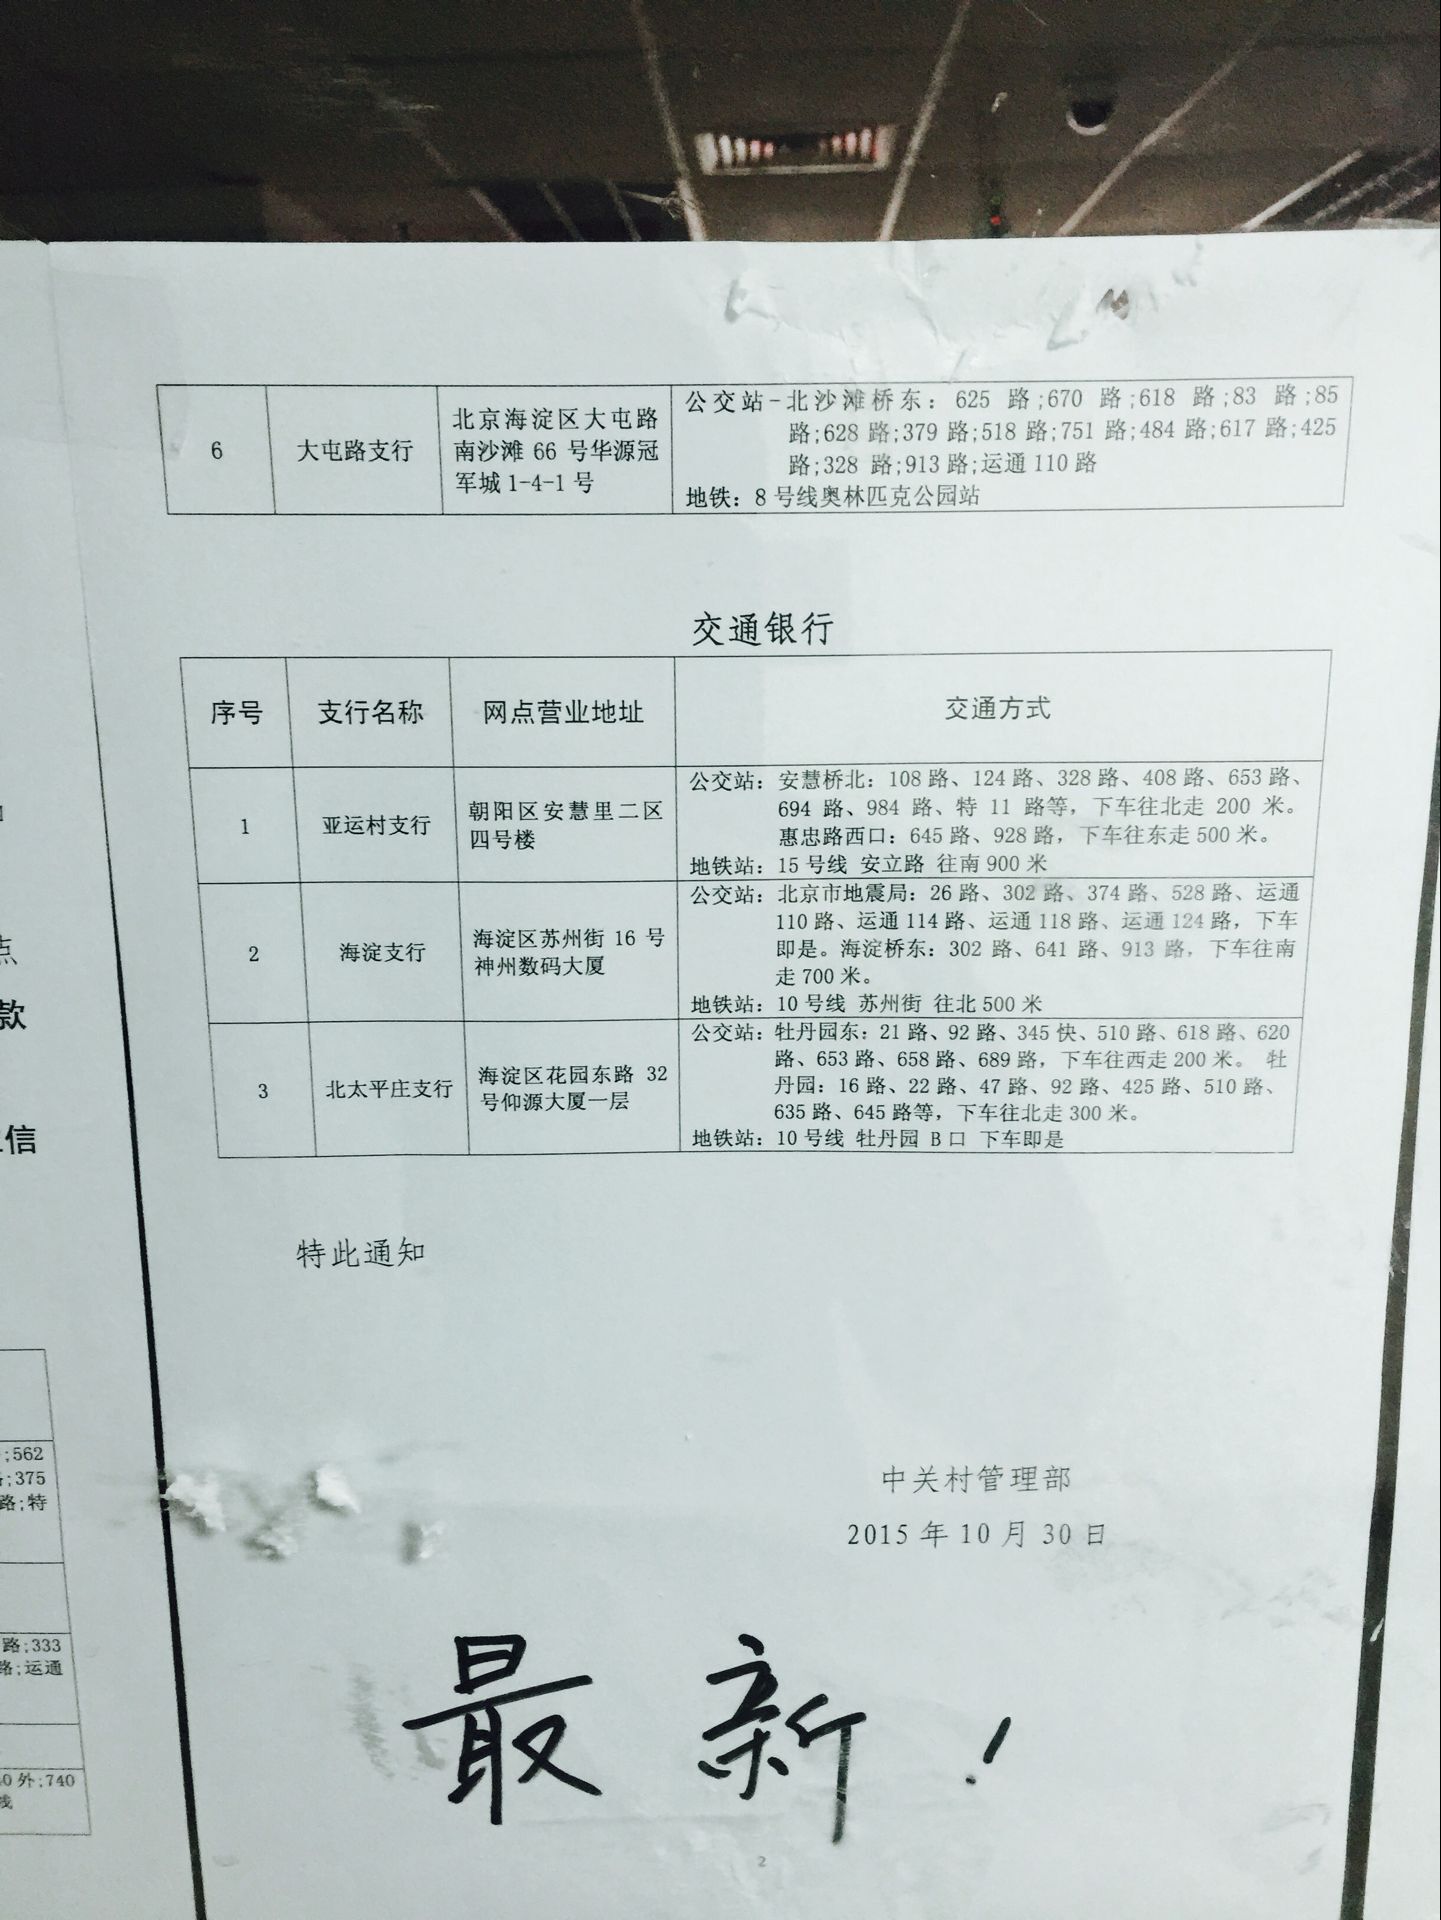 6
大屯路支行
北京海淀区大屯路
南沙滩 66 号华源冠
军城 1-4-1 号
公交站-北沙滩桥东：625 路;670 路;618 路;83 路;85
路;628 路;379 路;518 路;751 路;484 路;617 路;425
路;328 路;913 路;运通 110 路
地铁：8 号线奥林匹克公园站
交通银行
序号 支行名称 网点营业地址 交通方式
1
亚运村支行
朝阳区安慧里二区
四号楼
公交站：安慧桥北：108 路、124 路、328 路、408 路、653 路、
694 路、984 路、特 11 路等，下车往北走 200 米。
惠忠路西口：645 路、928 路，下车往东走 500 米。
地铁站：15 号线 安立路 往南 900 米
2
海淀支行
海淀区苏州街 16 号
神州数码大厦
公交站：北京市地震局：26 路、302 路、374 路、528 路、运通
110 路、运通 114 路、运通 118 路、运通 124 路，下车
即是。海淀桥东：302 路、641 路、913 路，下车往南
走 700 米。
地铁站：10 号线 苏州街 往北 500 米
3
北太平庄支行
海淀区花园东路 32
号仰源大厦一层
公交站：牡丹园东：21 路、92 路、345 快、510 路、618 路、620
路、653 路、658 路、689 路，下车往西走 200 米。 牡
丹园：16 路、22 路、47 路、92 路、425 路、510 路、
635 路、645 路等，下车往北走 300 米。
地铁站：10 号线 牡丹园 B 口 下车即是
特此通知
中关村管理部
2015 年 10 月 30 日
最新！
2
点
款
信
;562
;375
路;特
路;333
路;运通
0 外;740
线